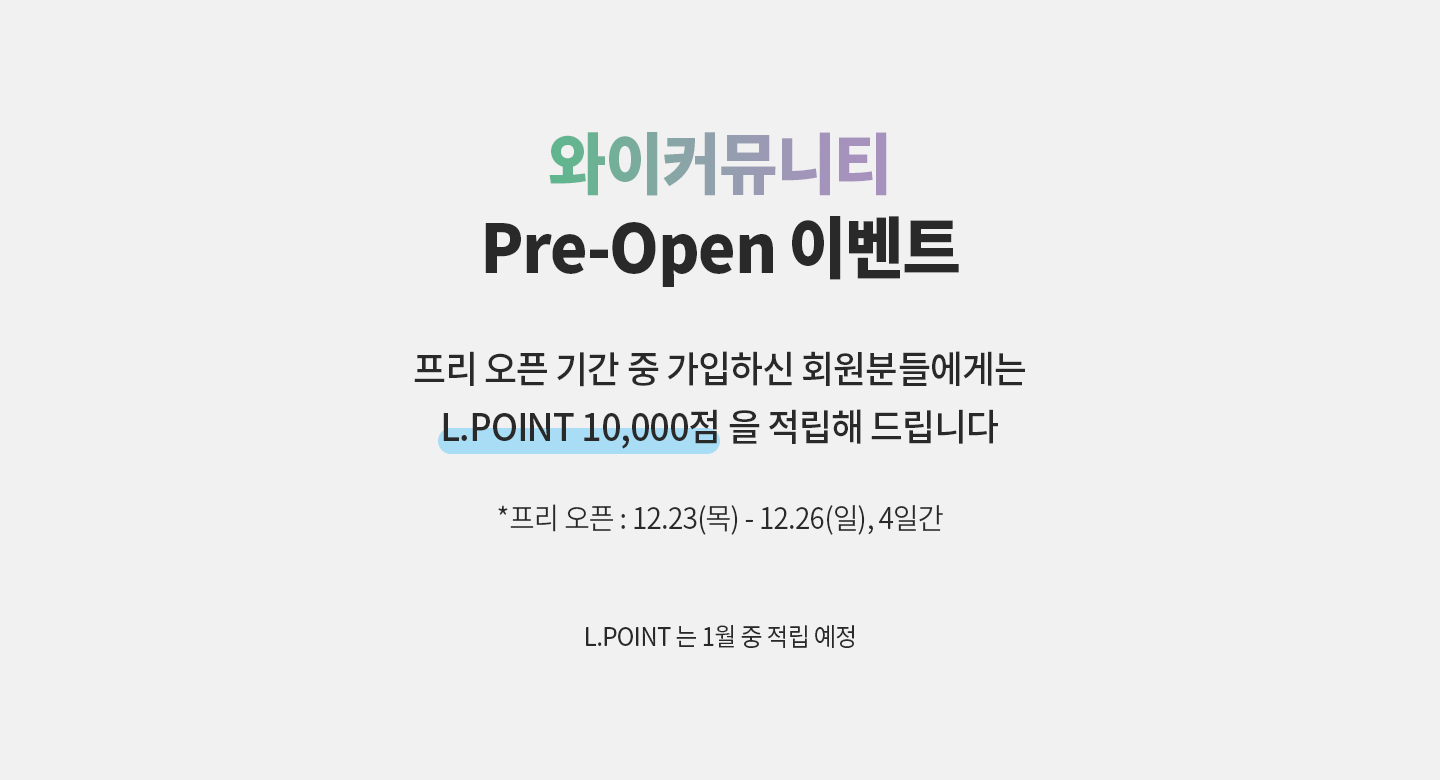 와이커뮤니티
Pre-Open 이벤트
프리 오픈 기간 중 가입하신 회원분들에게는
L.POINT 10,000점 을 적립해 드립니다
*프리 오픈 : 12.23(목) - 12.26(일), 4일간
L.POINT 는 1월 중 적립 예정